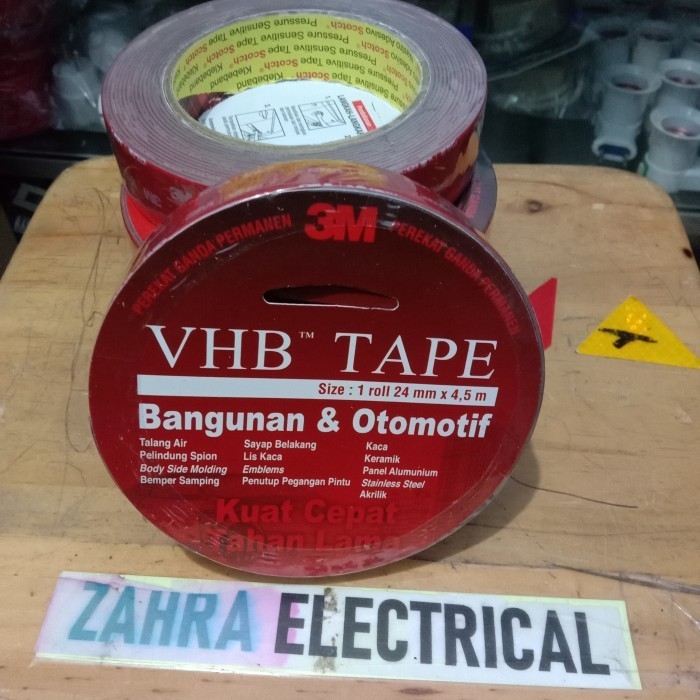 Pressure Sensitive Tape Scotch® Klebeband
3M
PEREKAT GANDA PERMANEN
3M
PEREKAT GANDA PERMANEN
VHB™ TAPE
Size : 1 roll 24 mm x 4,5 m
Bangunan & Otomotif
Talang Air
Pelindung Spion
Body Side Molding
Bemper Samping
Sayap Belakang
Lis Kaca
Emblems
Penutup Pegangan Pintu
Kaca
Keramik
Panel Alumunium
Stainless Steel
Akrilik
Kuat Cepat
Tahan Lama
ZAHRA ELECTRICAL